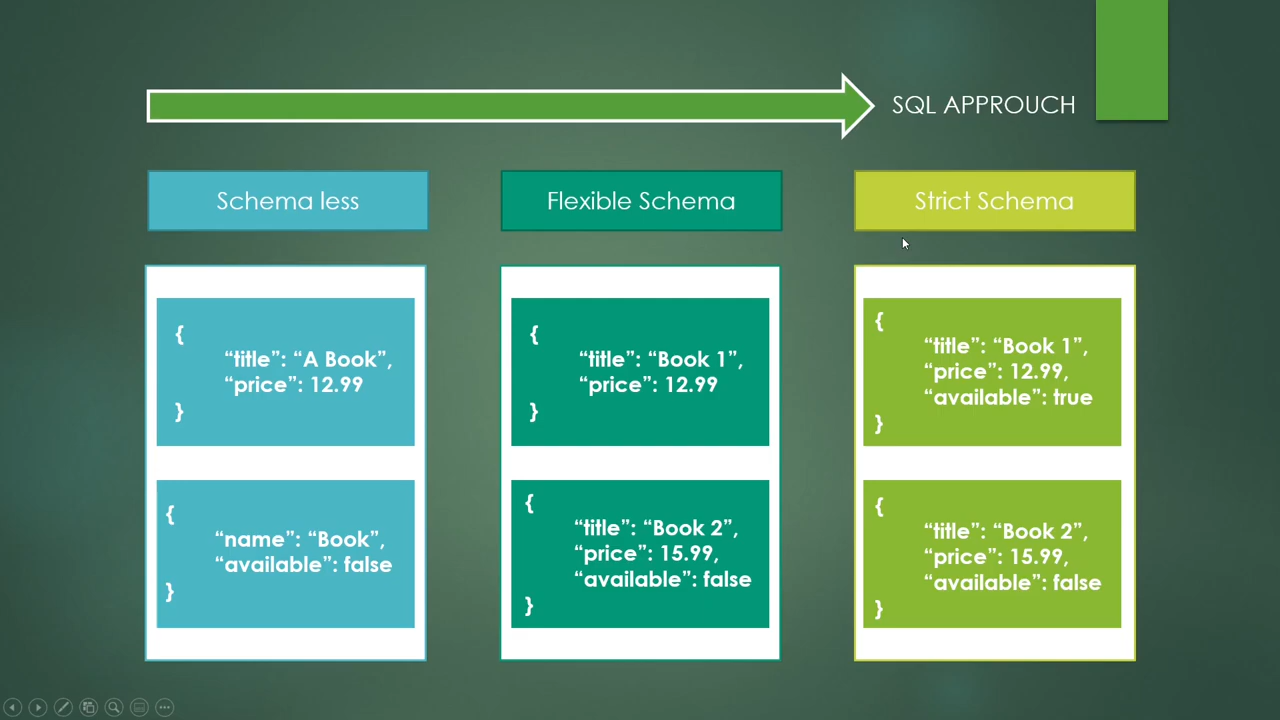 SQL APPROUCH
Schema less
Flexible Schema
Strict Schema
{
“title”: “A Book”,
“price”: 12.99
}
{
“name”: “Book”,
“available”: false
}
{
“title”: “Book 1”,
“price”: 12.99
}
{
“title”: “Book 2”,
“price”: 15.99,
“available”: false
}
{
“title”: “Book 1”,
“price”: 12.99,
“available”: true
}
{
“title”: “Book 2”,
“price”: 15.99,
“available”: false
}